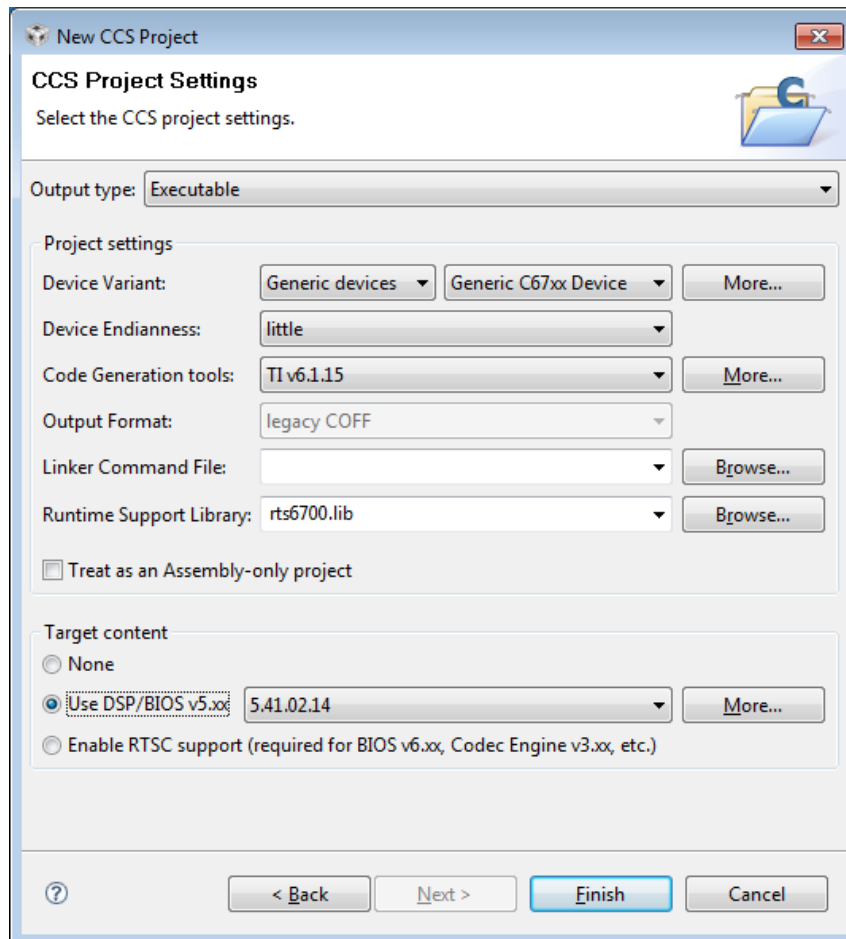 New CCS Project
CCS Project Settings
Select the CCS project settings.
Output type: Executable
Project settings
Device Variant: Generic devices Generic C67xx Device More...
Device Endianness: little
Code Generation tools: TI v6.1.15 More...
Output Format: legacy COFF
Linker Command File: Browse...
Runtime Support Library: rts6700.lib Browse...
Treat as an Assembly-only project
Target content
None
Use DSP/BIOS v5.xx 5.41.02.14 More...
Enable RTSC support (required for BIOS v6.xx, Codec Engine v3.xx, etc.)
? < Back Next > Finish Cancel